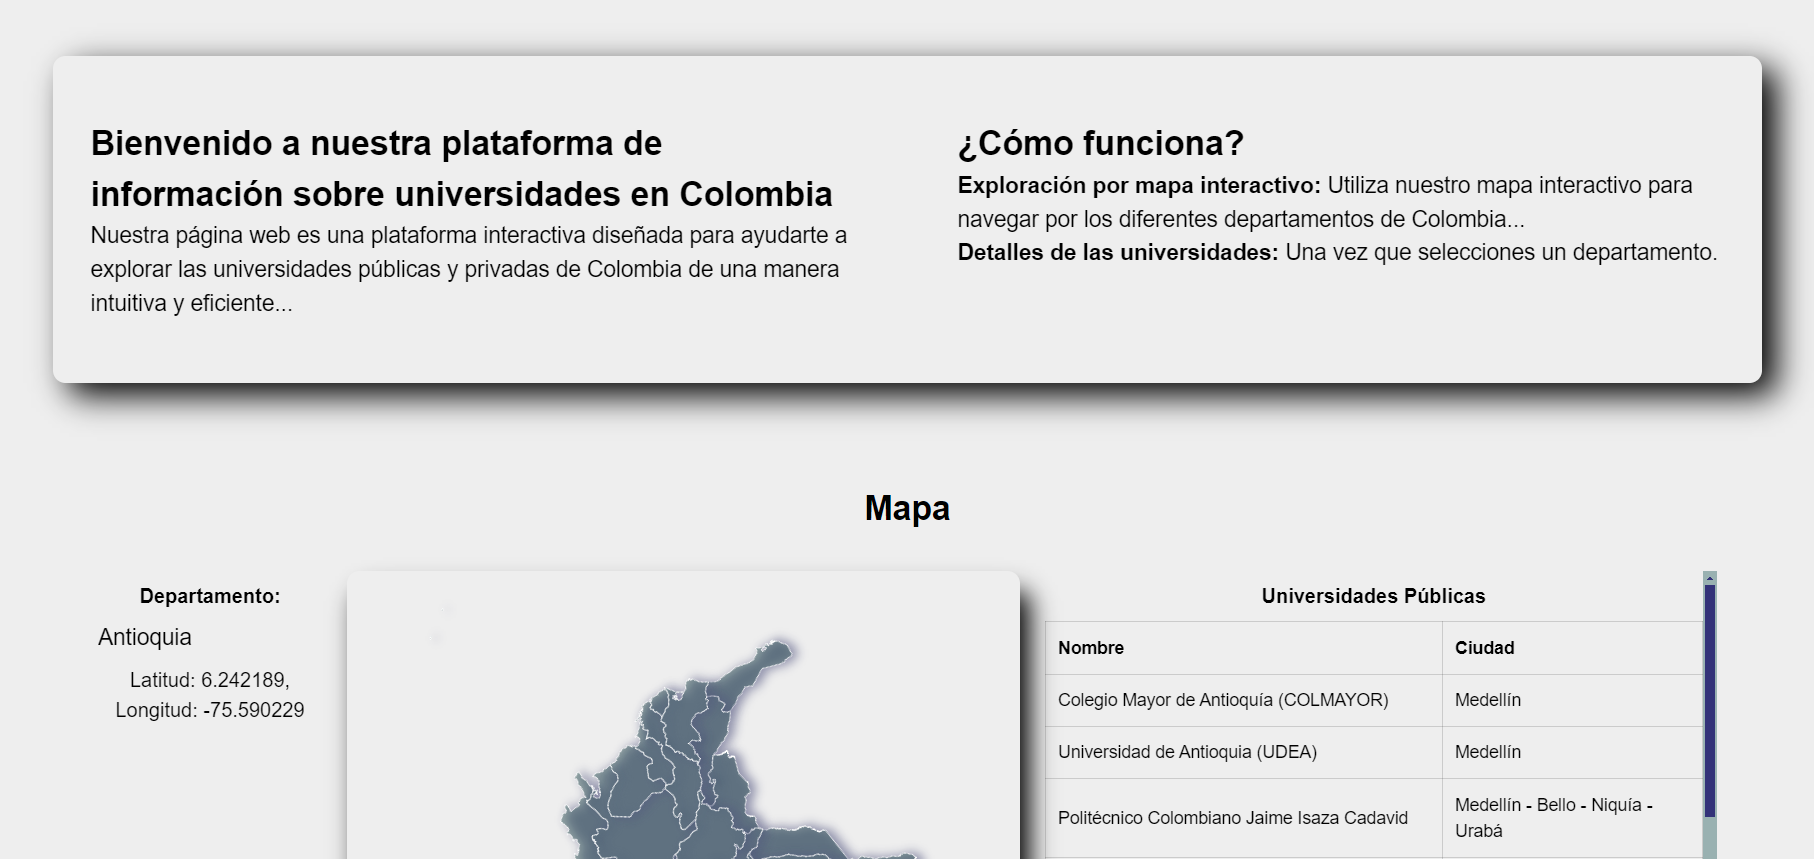 Bienvenido a nuestra plataforma de
información sobre universidades en Colombia
Nuestra página web es una plataforma interactiva diseñada para ayudarte a
explorar las universidades públicas y privadas de Colombia de una manera
intuitiva y eficiente...
¿Cómo funciona?
Exploración por mapa interactivo: Utiliza nuestro mapa interactivo para
navegar por los diferentes departamentos de Colombia...
Detalles de las universidades: Una vez que selecciones un departamento.
Mapa
Departamento:
Antioquia
Latitud: 6.242189,
Longitud: -75.590229
Universidades Públicas
Nombre Ciudad
Colegio Mayor de Antioquía (COLMAYOR) Medellín
Universidad de Antioquia (UDEA) Medellín
Politécnico Colombiano Jaime Isaza Cadavid Medellín - Bello - Niquía -
Urabá